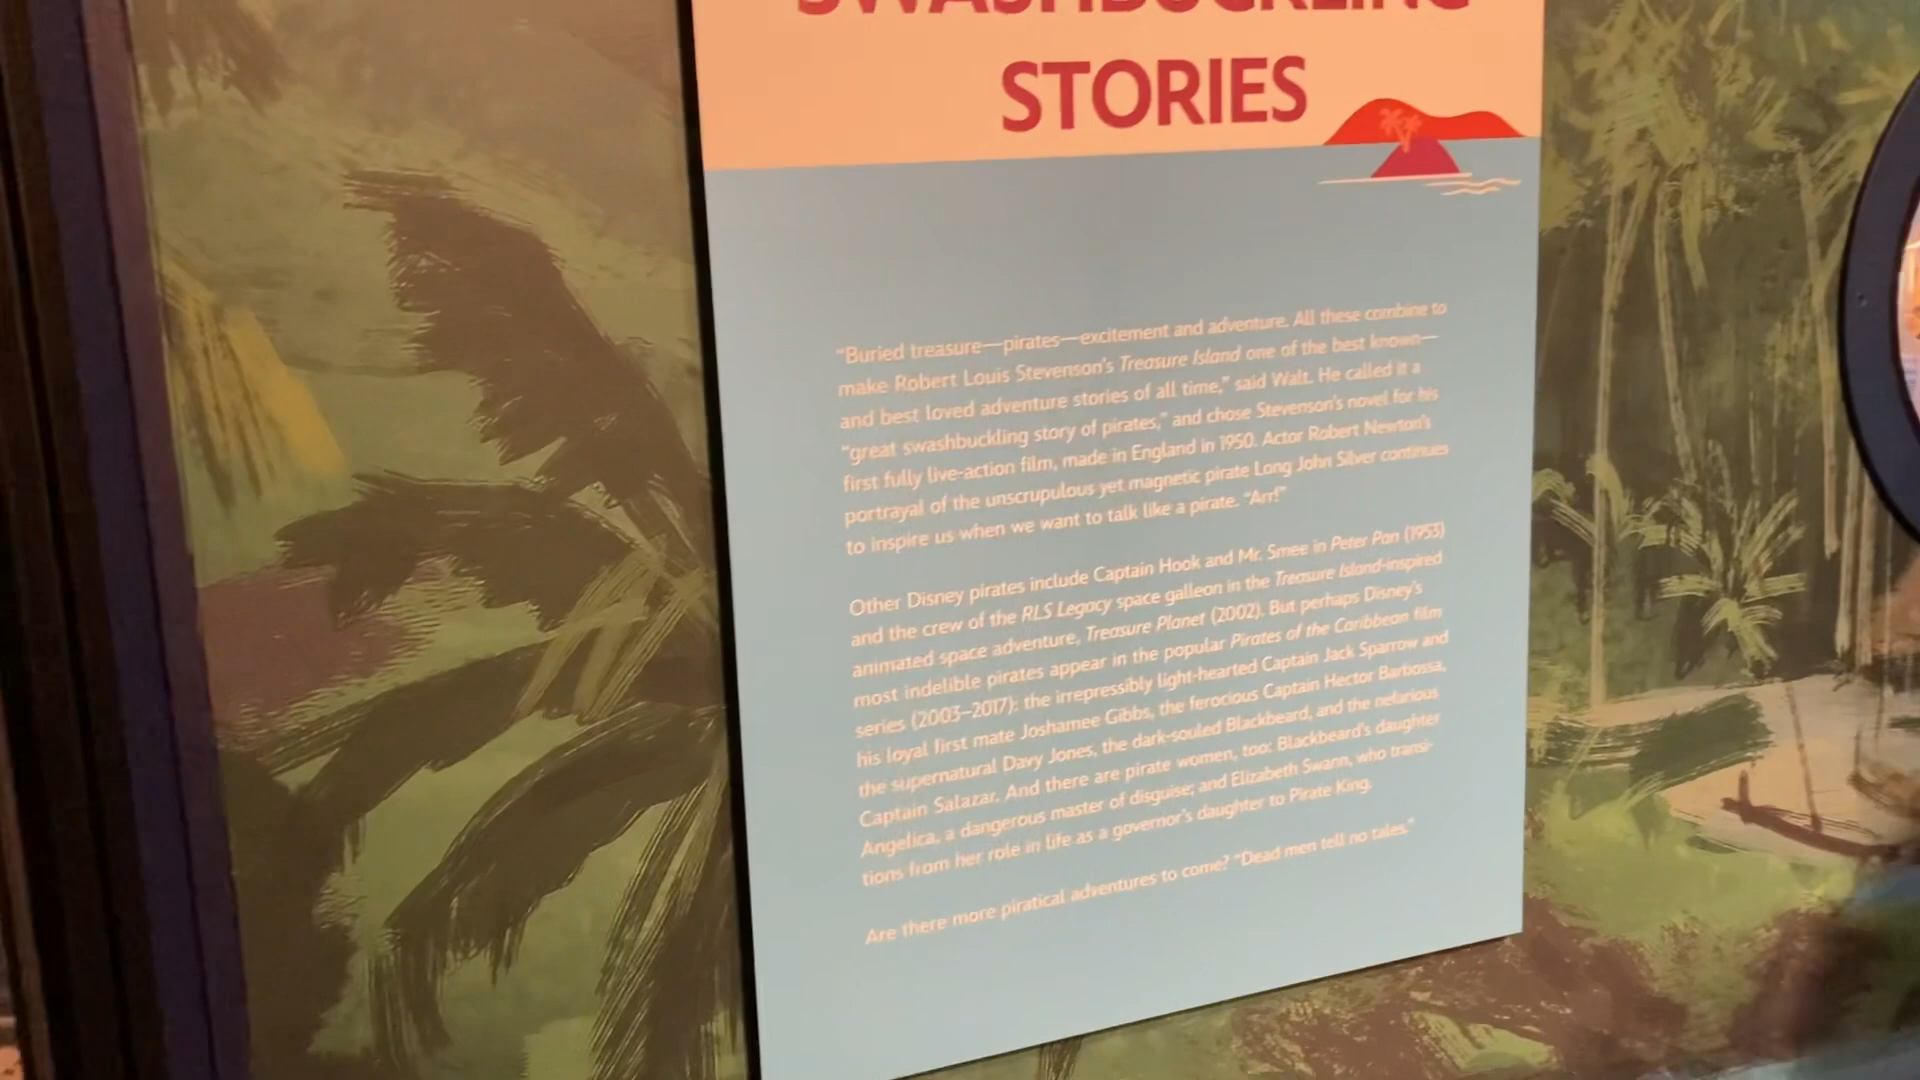 SWASHBUCKLING
STORIES
“Buried treasure—pirates—excitement and adventure. All these combine to
make Robert Louis Stevenson’s Treasure Island one of the best known—
and best loved adventure stories of all time,” said Walt. He called it a
“great swashbuckling story of pirates,” and chose Stevenson’s novel for his
first fully live-action film, made in England in 1950. Actor Robert Newton’s
portrayal of the unscrupulous yet magnetic pirate Long John Silver continues
to inspire us when we want to talk like a pirate. “Arr!”
Other Disney pirates include Captain Hook and Mr. Smee in Peter Pan (1953)
and the crew of the RLS Legacy space galleon in the Treasure Island-inspired
animated space adventure, Treasure Planet (2002). But perhaps Disney’s
most indelible pirates appear in the popular Pirates of the Caribbean film
series (2003–2017): the irrepressibly light-hearted Captain Jack Sparrow and
his loyal first mate Joshamee Gibbs, the ferocious Captain Hector Barbossa,
the supernatural Davy Jones, the dark-souled Blackbeard, and the nefarious
Captain Salazar. And there are pirate women, too: Blackbeard’s daughter
Angelica, a dangerous master of disguise; and Elizabeth Swann, who transi-
tions from her role in life as a governor’s daughter to Pirate King.
Are there more piratical adventures to come? “Dead men tell no tales.”